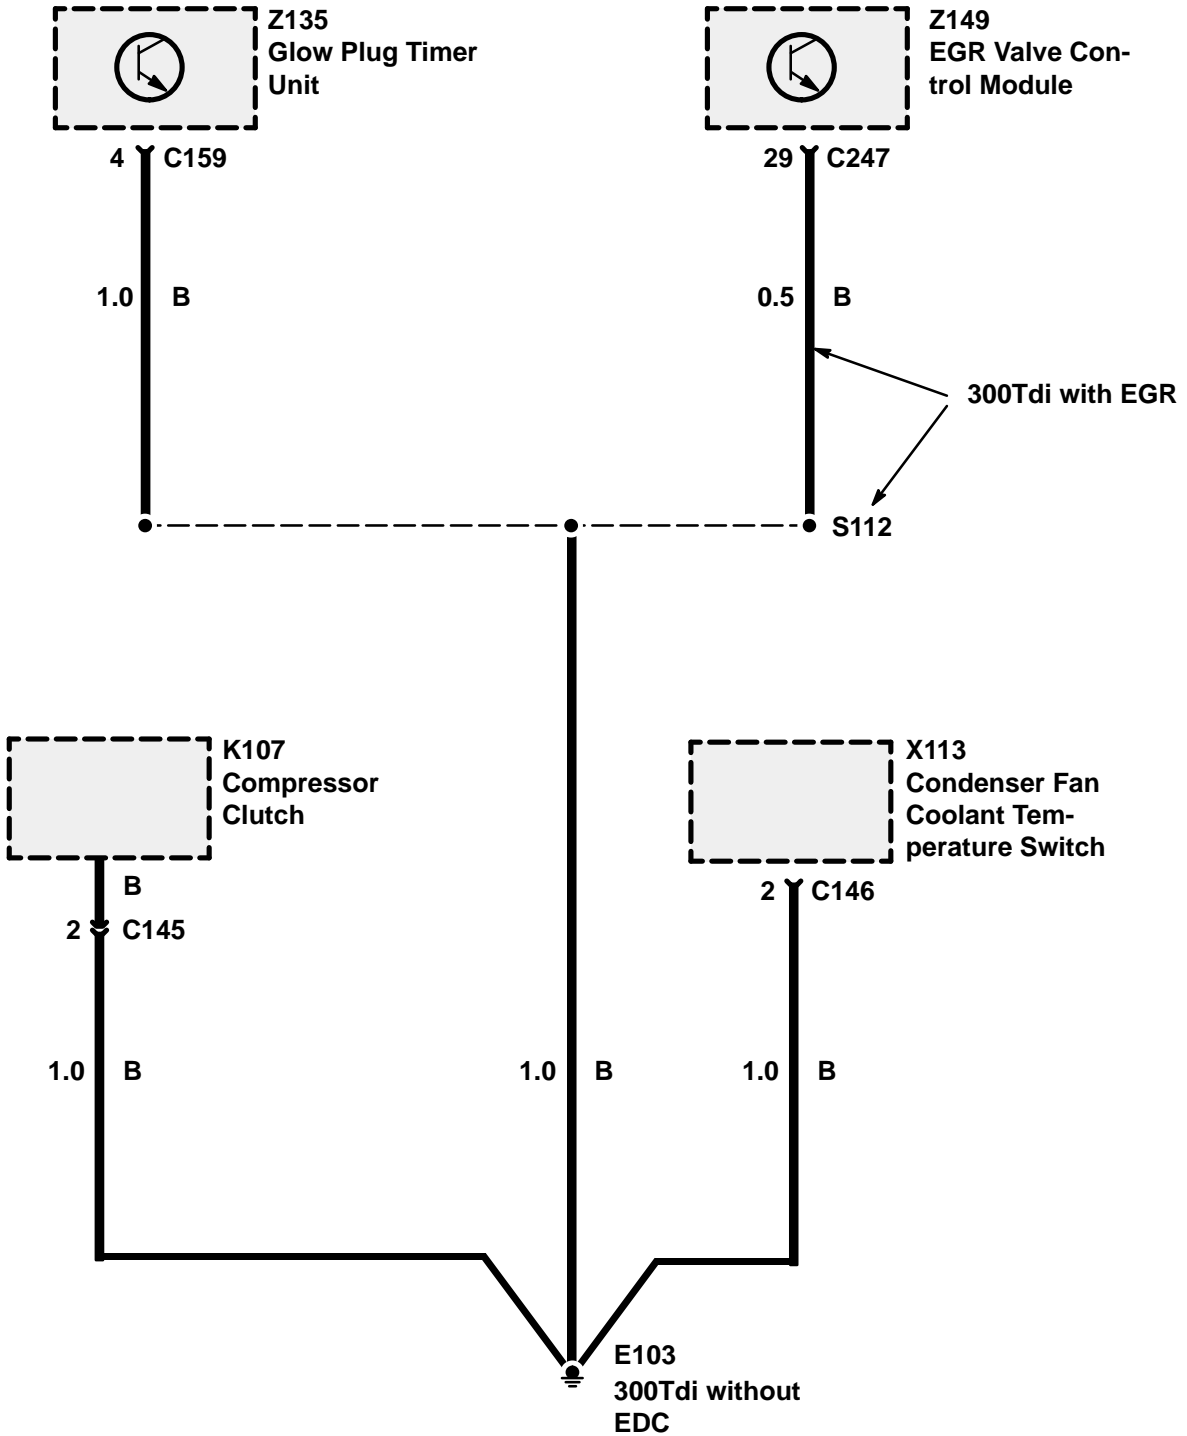 Z135
Glow Plug Timer
Unit
4 C159
Z149
EGR Valve Con-
trol Module
29 C247
1.0 B
0.5 B
300Tdi with EGR
S112
K107
Compressor
Clutch
B
2 C145
X113
Condenser Fan
Coolant Tem-
perature Switch
2 C146
1.0 B
1.0 B
1.0 B
E103
300Tdi without
EDC